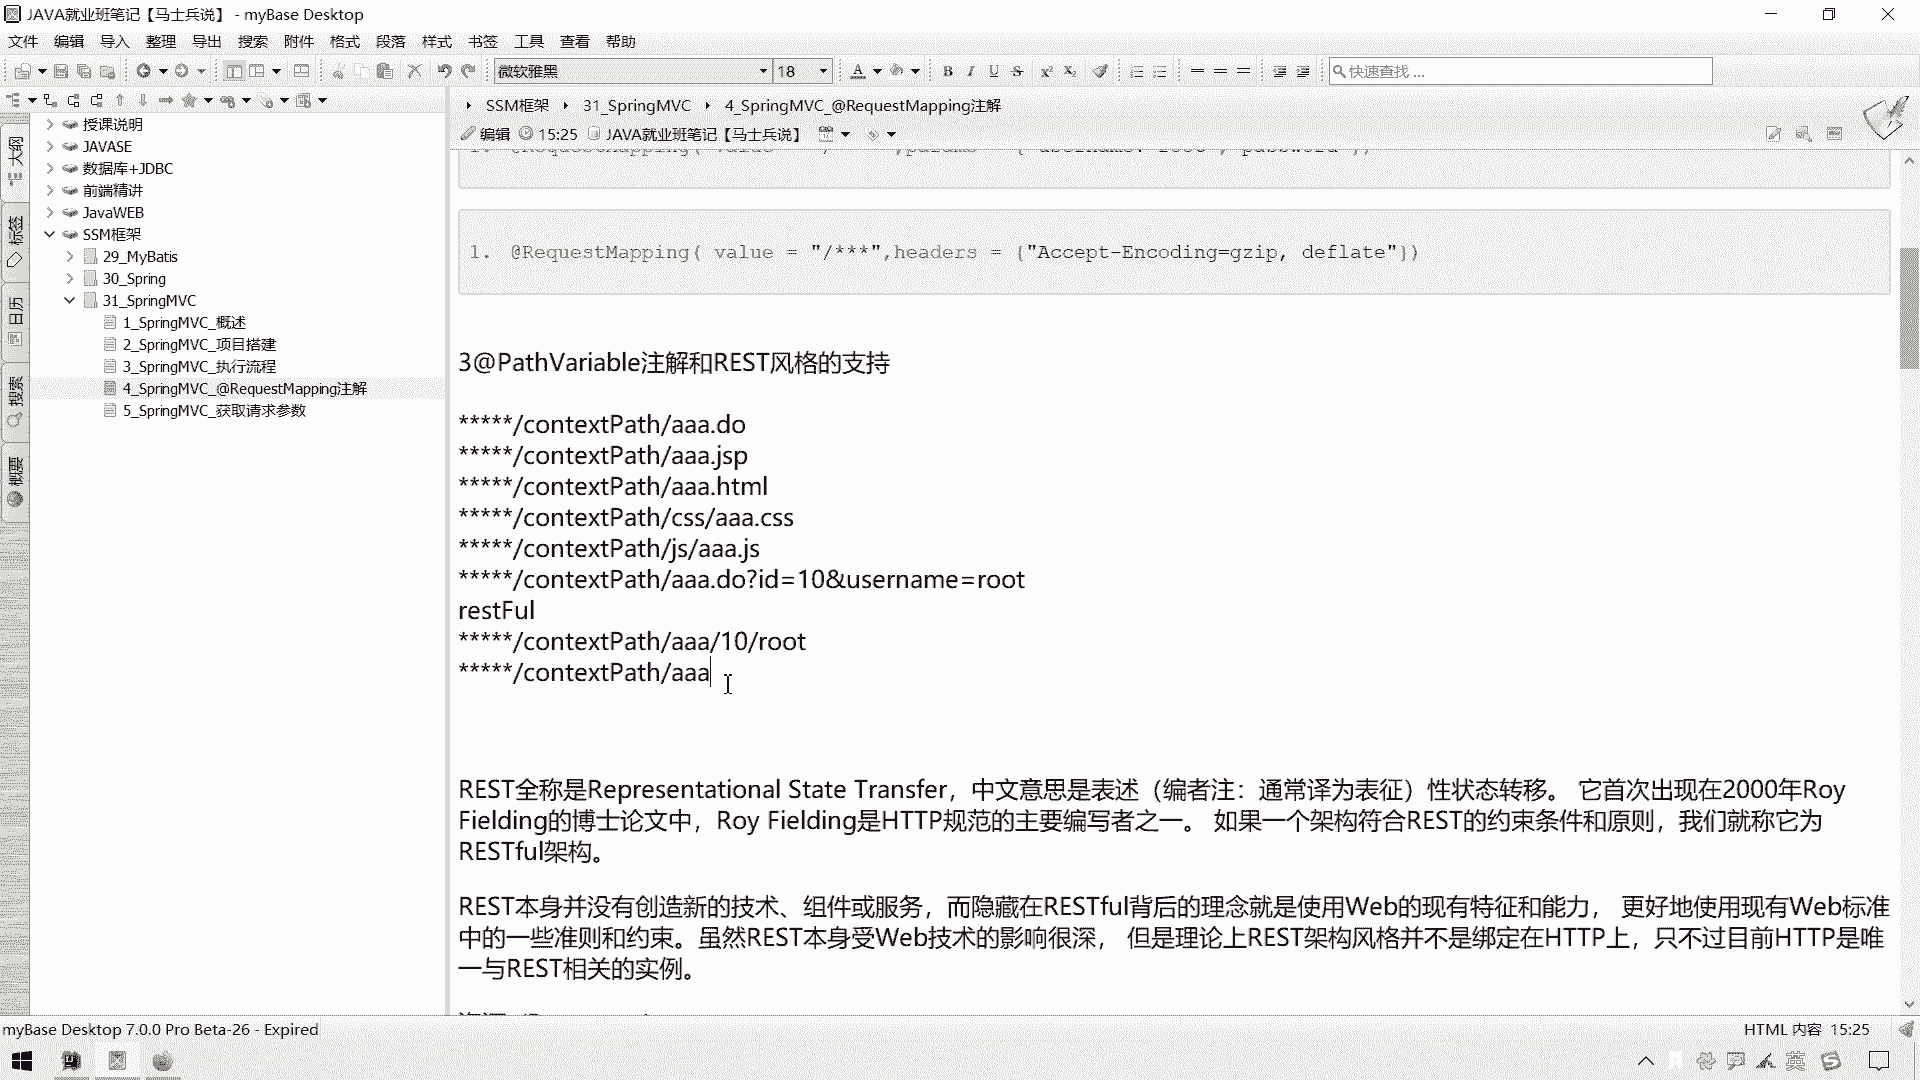 JAVA就业班笔记【马士兵说】 - myBase Desktop
文件 编辑 导入 整理 导出 搜索 附件 格式 段落 样式 书签 工具 查看 帮助
微软雅黑 18 A B I U S x² X₂ 快速查找 ...
SSM框架 31_SpringMVC 4_SpringMVC_@RequestMapping注解
编辑 15:25 JAVA就业班笔记【马士兵说】
大纲
标签
日历
搜索
概要
授课说明
JAVASE
数据库+JDBC
前端精讲
JavaWEB
SSM框架
29_MyBatis
30_Spring
31_SpringMVC
1_SpringMVC_概述
2_SpringMVC_项目搭建
3_SpringMVC_执行流程
4_SpringMVC_@RequestMapping注解
5_SpringMVC_获取请求参数
1. @RequestMapping( value = "/***",headers = {"Accept-Encoding=gzip, deflate"})
3@PathVariable注解和REST风格的支持
*****/contextPath/aaa.do
*****/contextPath/aaa.jsp
*****/contextPath/aaa.html
*****/contextPath/css/aaa.css
*****/contextPath/js/aaa.js
*****/contextPath/aaa.do?id=10&username=root
restFul
*****/contextPath/aaa/10/root
*****/contextPath/aaa
REST全称是Representational State Transfer，中文意思是表述（编者注：通常译为表征）性状态转移。 它首次出现在2000年Roy
Fielding的博士论文中，Roy Fielding是HTTP规范的主要编写者之一。 如果一个架构符合REST的约束条件和原则，我们就称它为
RESTful架构。
REST本身并没有创造新的技术、组件或服务，而隐藏在RESTful背后的理念就是使用Web的现有特征和能力， 更好地使用现有Web标准
中的一些准则和约束。虽然REST本身受Web技术的影响很深， 但是理论上REST架构风格并不是绑定在HTTP上，只不过目前HTTP是唯
一与REST相关的实例。
myBase Desktop 7.0.0 Pro Beta-26 - Expired
HTML 内容 15:25
英